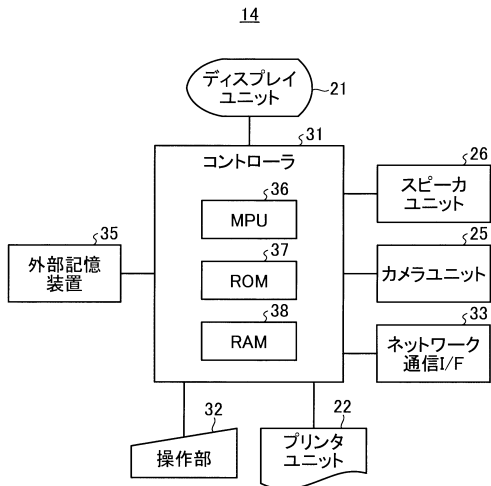 14
ディスプレイ
ユニット
21
31
コントローラ
36
MPU
37
ROM
38
RAM
35
外部記憶
装置
26
スピーカ
ユニット
25
カメラユニット
33
ネットワーク
通信I/F
32
操作部
22
プリンタ
ユニット